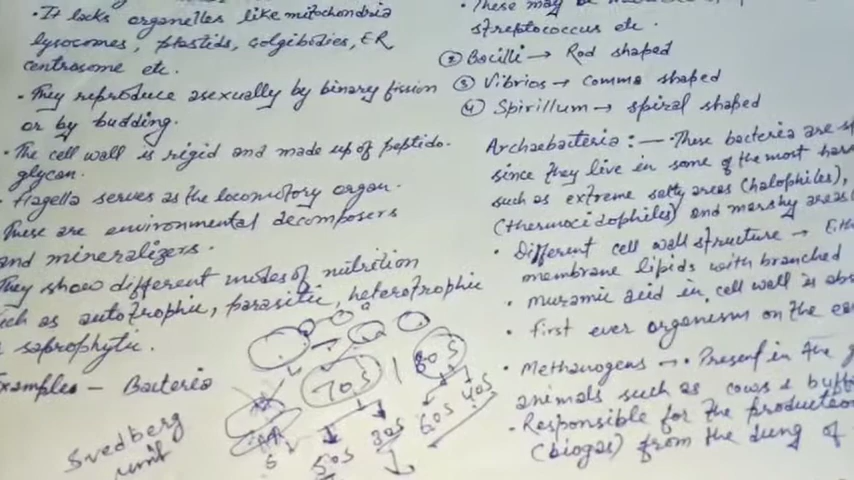 • It lacks organelles like mitochondria
lysocomes, plastids, golgibodies, ER,
centrosome etc.
• They reproduce asexually by binary fission
or by budding.
• The cell wall is rigid and made up of peptido-
glycan.
• Flagella serves as the locomotory organ.
These are environmental decomposers
and mineralizers.
They show different modes of nutrition
such as autotrophic, parasitic, heterotrophic
& saprophytic.
Examples – Bacteria
Svedberg
unit
70S | 80S
50S 30S 60S 40S
• These may be
streptococcus etc.
② Bacilli → Rod shaped
③ Vibrios → Comma shaped
④ Spirillum → spiral shaped
Archaebacteria :— • These bacteria are
since they live in some of the most
such as extreme salty areas (halophiles),
(thermoacidophiles) and marshy areas
• Different cell wall structure →
membrane lipids with branched
• muramic acid in cell wall is
• first ever organisms on the
• Methanogens → • Present in the
animals such as cows &
• Responsible for the production
(biogas) from the dung of